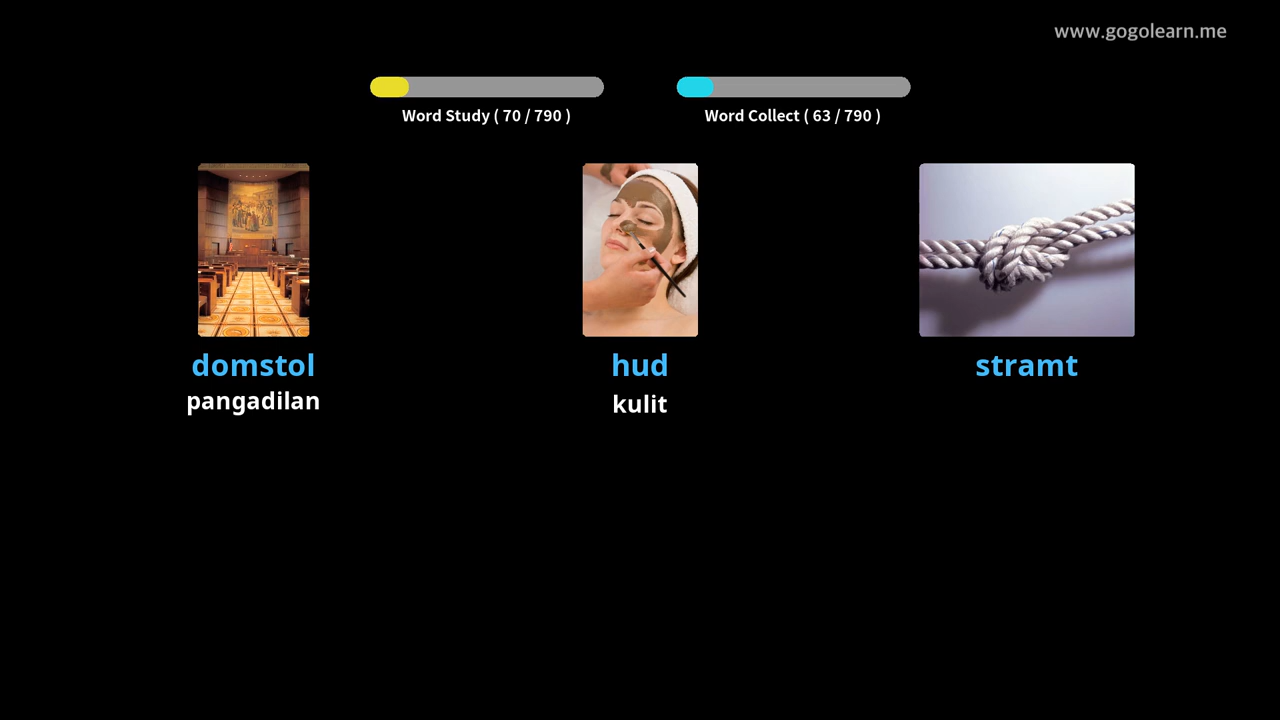 www.gogolearn.me
Word Study ( 70 / 790 )
Word Collect ( 63 / 790 )
domstol
pangadilan
hud
kulit
stramt